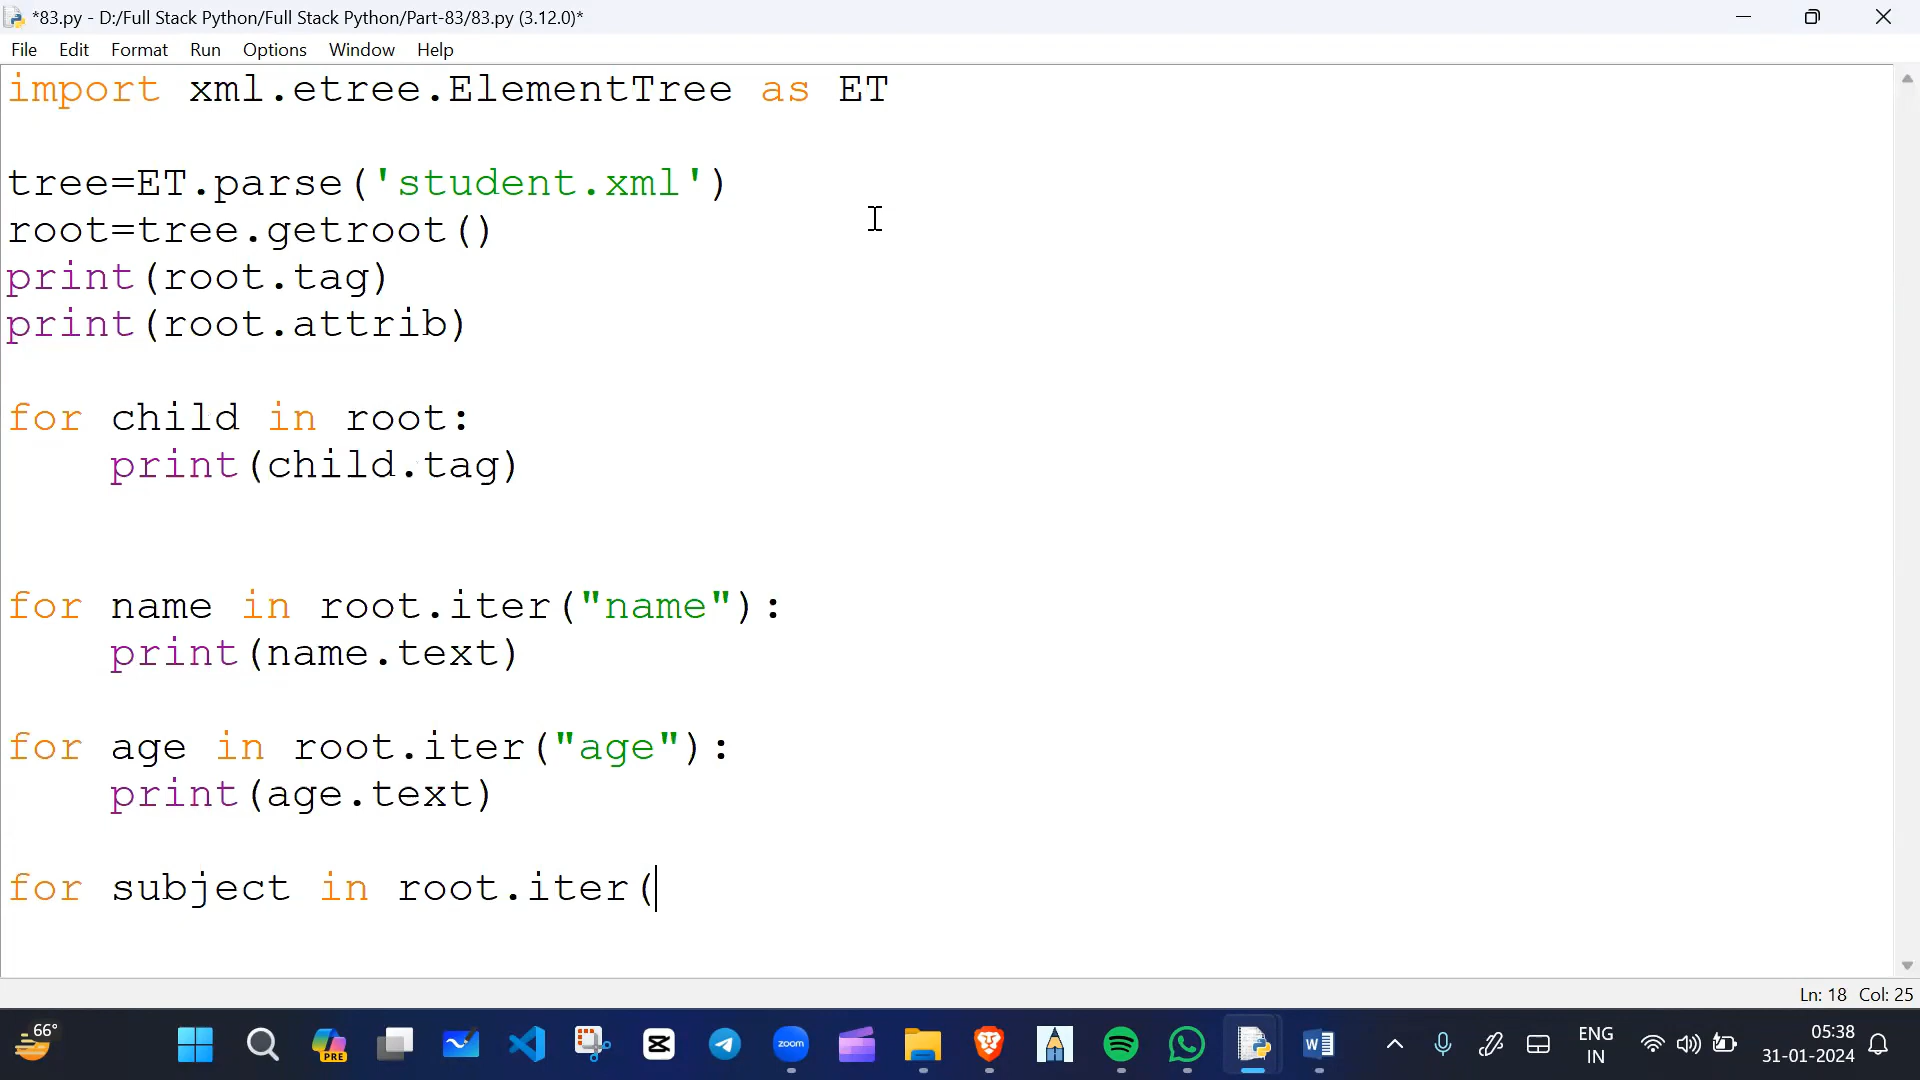 *83.py - D:/Full Stack Python/Full Stack Python/Part-83/83.py (3.12.0)*
File Edit Format Run Options Window Help
import xml.etree.ElementTree as ET
tree=ET.parse('student.xml')
root=tree.getroot()
print(root.tag)
print(root.attrib)
for child in root:
    print(child.tag)
for name in root.iter("name"):
    print(name.text)
for age in root.iter("age"):
    print(age.text)
for subject in root.iter(
Ln: 18 Col: 25
66°
PRE
zoom
W
ENG
IN
05:38
31-01-2024